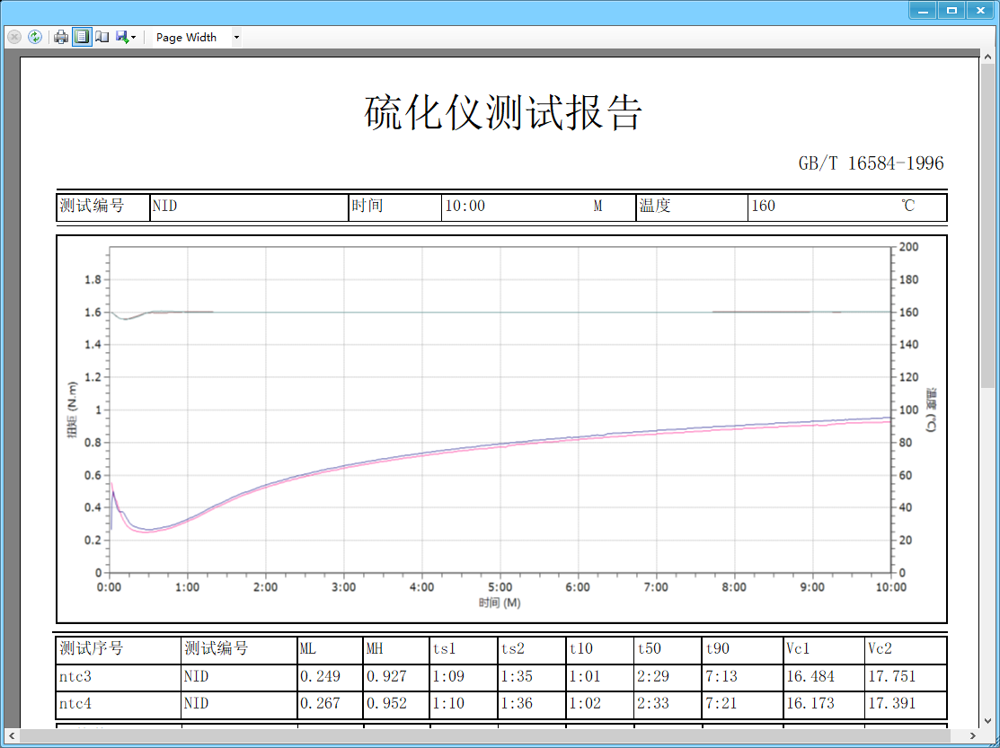 Page Width
硫化仪测试报告
GB/T 16584-1996
测试编号 NID 时间 10:00 M 温度 160 ℃
200
1.8 180
1.6 160
1.4 140
1.2 120
1 100
0.8 80
0.6 60
0.4 40
0.2 20
0 0
扭矩 (N.m)
温度 (℃)
0:00 1:00 2:00 3:00 4:00 5:00 6:00 7:00 8:00 9:00 10:00
时间 (M)
测试序号 测试编号 ML MH ts1 ts2 t10 t50 t90 Vc1 Vc2
ntc3 NID 0.249 0.927 1:09 1:35 1:01 2:29 7:13 16.484 17.751
ntc4 NID 0.267 0.952 1:10 1:36 1:02 2:33 7:21 16.173 17.391